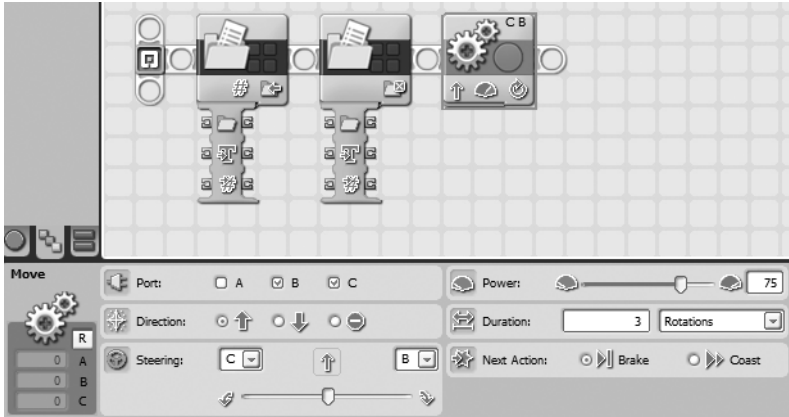 C B
#
T
#
T
#
Move
R
0 A
0 B
0 C
Port: A B C
Direction:
Steering: C B
Power: 75
Duration: 3 Rotations
Next Action: Brake Coast